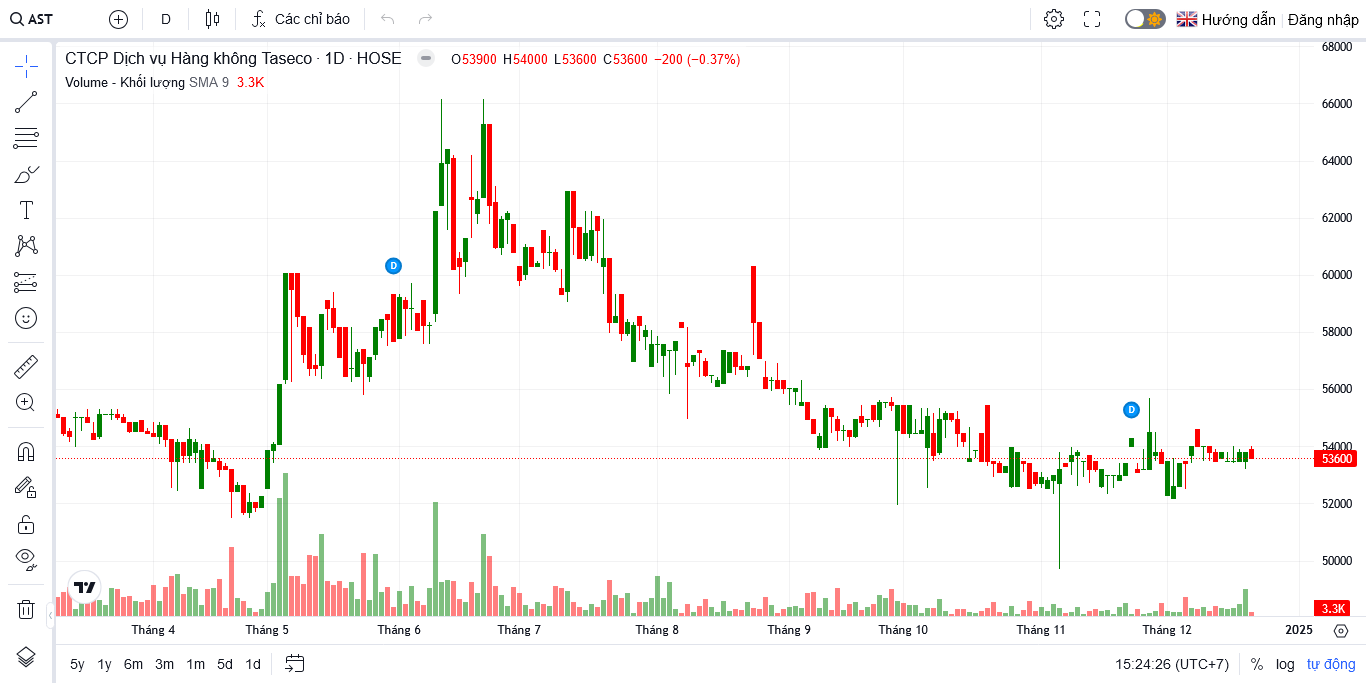 AST D Các chỉ báo Hướng dẫn Đăng nhập
CTCP Dịch vụ Hàng không Taseco · 1D · HOSE O53900 H54000 L53600 C53600 −200 (−0.37%)
Volume - Khối lượng SMA 9 3.3K
68000
66000
64000
62000
60000
58000
56000
54000
53600
52000
50000
3.3K
D
D
Tháng 4 Tháng 5 Tháng 6 Tháng 7 Tháng 8 Tháng 9 Tháng 10 Tháng 11 Tháng 12 2025
5y 1y 6m 3m 1m 5d 1d 15:24:26 (UTC+7) % log tự động